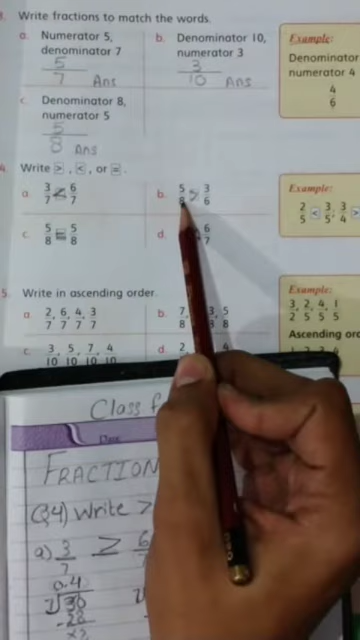 3. Write fractions to match the words.
a. Numerator 5, denominator 7
5/7 Ans
b. Denominator 10, numerator 3
3/10 Ans
c. Denominator 8, numerator 5
5/8 Ans
Example:
Denominator
numerator 4
4/6
4. Write > , < , or = .
a. 3/7 < 6/7
b. 5/8 > 3/6
c. 5/8 = 5/8
d. 6/7
Example:
2/5 < 3/5, 3/4 >
5. Write in ascending order.
a. 2/7, 6/7, 4/7, 3/7
b. 7/8 3/8, 5/8
c. 3/10, 5/10, 7/10, 4/10
d. 2 4
Example:
3/2, 2/5, 4/5, 1/5
Ascending
Class
Date
FRACTION
Q4) Write >
a) 3/7 > 6
0.4
7)30
-28